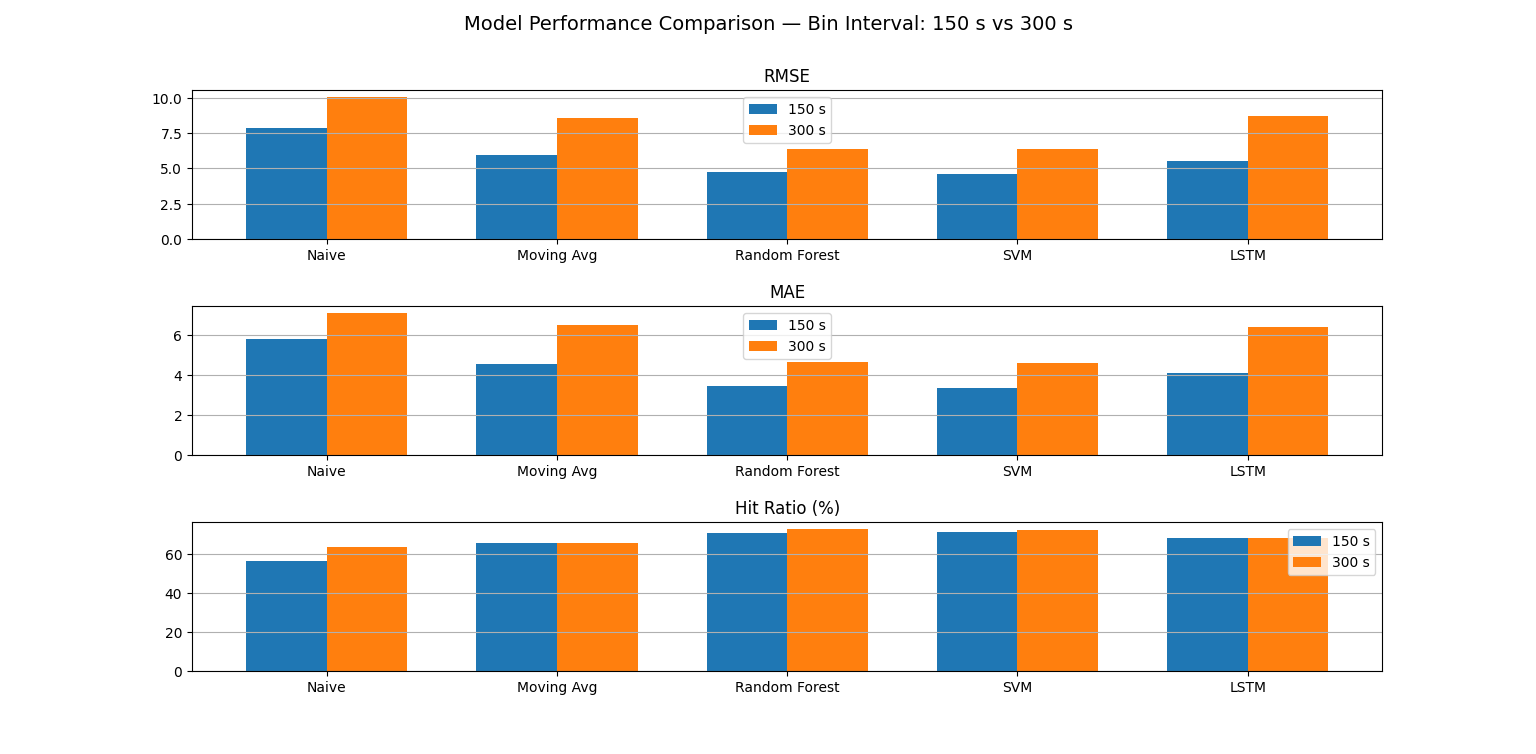 Model Performance Comparison — Bin Interval: 150 s vs 300 s
RMSE
10.0
7.5
5.0
2.5
0.0
150 s
300 s
Naive
Moving Avg
Random Forest
SVM
LSTM
MAE
6
4
2
0
150 s
300 s
Naive
Moving Avg
Random Forest
SVM
LSTM
Hit Ratio (%)
60
40
20
0
150 s
300 s
Naive
Moving Avg
Random Forest
SVM
LSTM